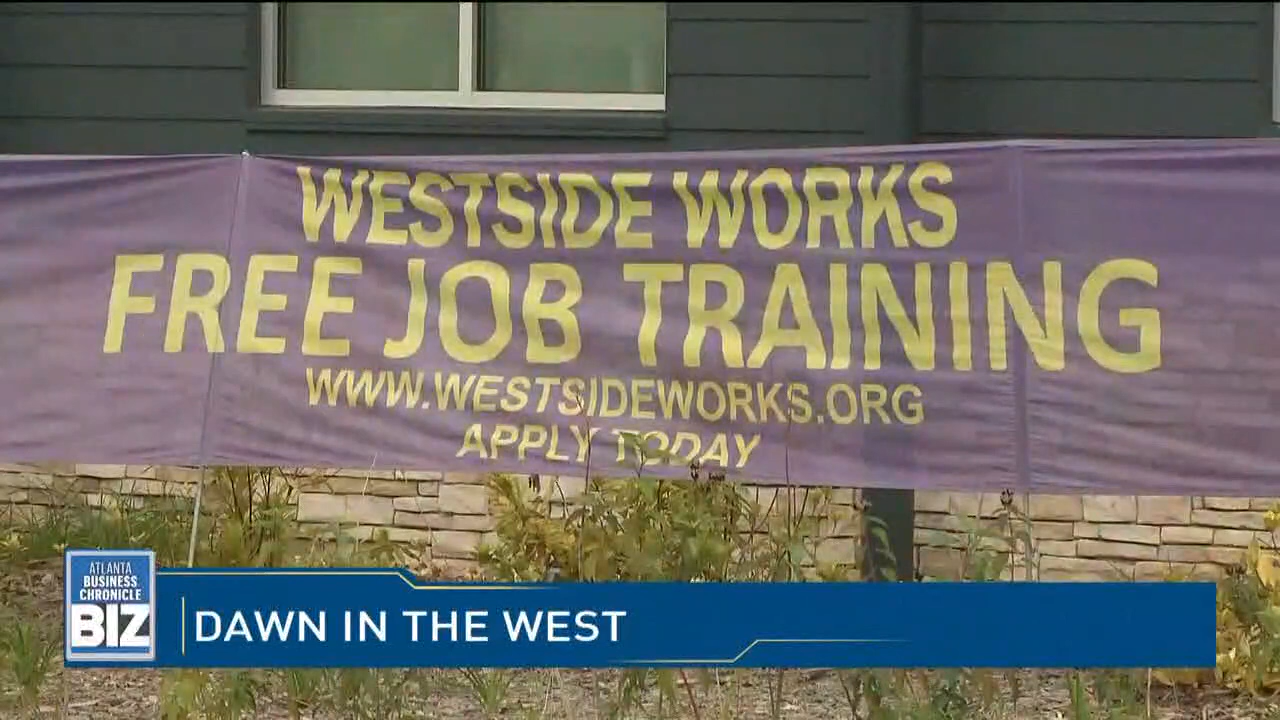 WESTSIDE WORKS
FREE JOB TRAINING
WWW.WESTSIDEWORKS.ORG
APPLY TODAY
ATLANTA
BUSINESS
CHRONICLE
BIZ
DAWN IN THE WEST